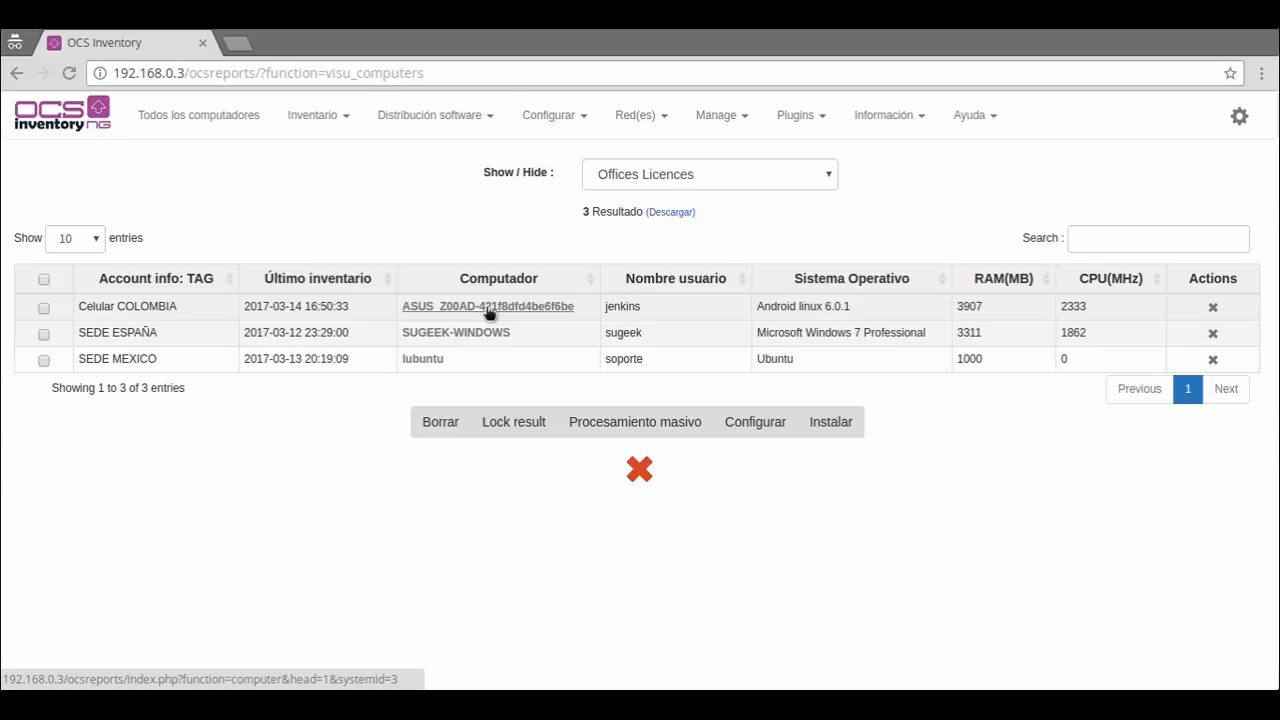 OCS Inventory
192.168.0.3/ocsreports/?function=visu_computers
OCS inventory NG
Todos los computadores Inventario Distribución software Configurar Red(es) Manage Plugins Información Ayuda
Show / Hide : Offices Licences
3 Resultado (Descargar)
Show 10 entries Search :
Account info: TAG Último inventario Computador Nombre usuario Sistema Operativo RAM(MB) CPU(MHz) Actions
Celular COLOMBIA 2017-03-14 16:50:33 ASUS_Z00AD-421f8dfd4be6f6be jenkins Android linux 6.0.1 3907 2333
SEDE ESPAÑA 2017-03-12 23:29:00 SUGEEK-WINDOWS sugeek Microsoft Windows 7 Professional 3311 1862
SEDE MEXICO 2017-03-13 20:19:09 lubuntu soporte Ubuntu 1000 0
Showing 1 to 3 of 3 entries Previous 1 Next
Borrar Lock result Procesamiento masivo Configurar Instalar
192.168.0.3/ocsreports/index.php?function=computer&head=1&systemid=3